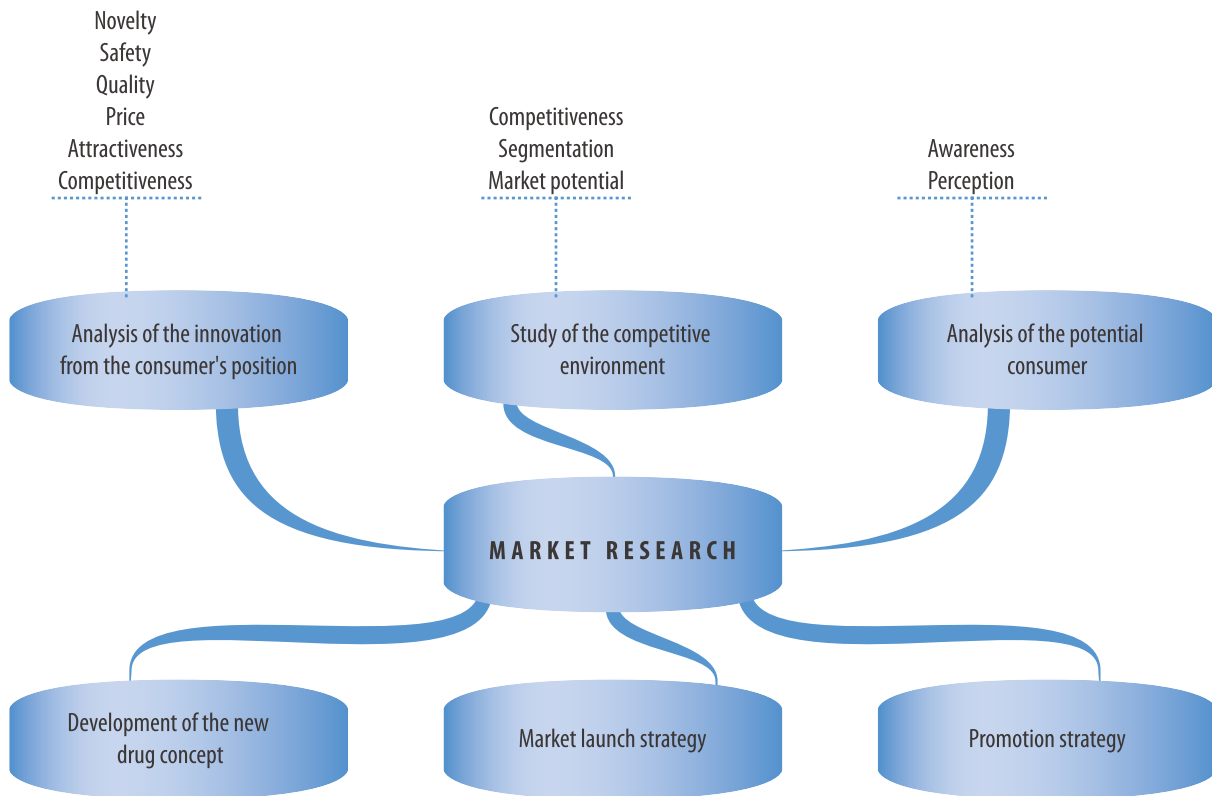 Novelty
Safety
Quality
Price
Attractiveness
Competitiveness
Competitiveness
Segmentation
Market potential
Awareness
Perception
Analysis of the innovation
from the consumer's position
Study of the competitive
environment
Analysis of the potential
consumer
MARKET RESEARCH
Development of the new
drug concept
Market launch strategy
Promotion strategy